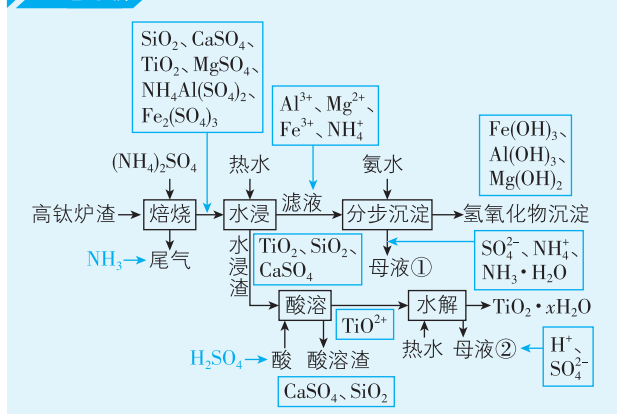 SiO₂、CaSO₄、
TiO₂、MgSO₄、
NH₄Al(SO₄)₂、
Fe₂(SO₄)₃
Al³⁺、Mg²⁺、
Fe³⁺、NH₄⁺
Fe(OH)₃、
Al(OH)₃、
Mg(OH)₂
(NH₄)₂SO₄
热水
氨水
高钛炉渣
焙烧
水浸
滤液
分步沉淀
氢氧化物沉淀
NH₃
尾气
水浸渣
TiO₂、SiO₂、
CaSO₄
母液①
SO₄²⁻、NH₄⁺、
NH₃·H₂O
酸溶
TiO²⁺
水解
TiO₂·xH₂O
H₂SO₄
酸
酸溶渣
热水
母液②
H⁺、
SO₄²⁻
CaSO₄、SiO₂